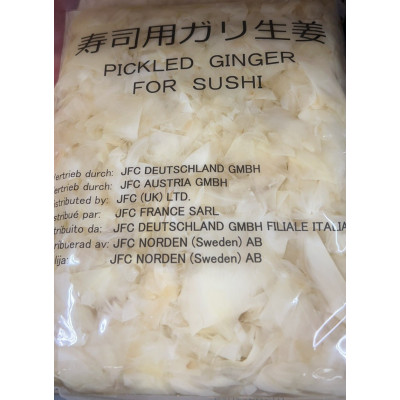 寿司用ガリ生姜
PICKLED GINGER
FOR SUSHI
ertrieb durch: JFC DEUTSCHLAND GMBH
ertrieb durch: JFC AUSTRIA GMBH
stributed by: JFC (UK) LTD.
stribué par: JFC FRANCE SARL
tribuito da: JFC DEUTSCHLAND GMBH FILIALE ITALIA
ribuerad av: JFC NORDEN (Sweden) AB
lija: JFC NORDEN (Sweden) AB